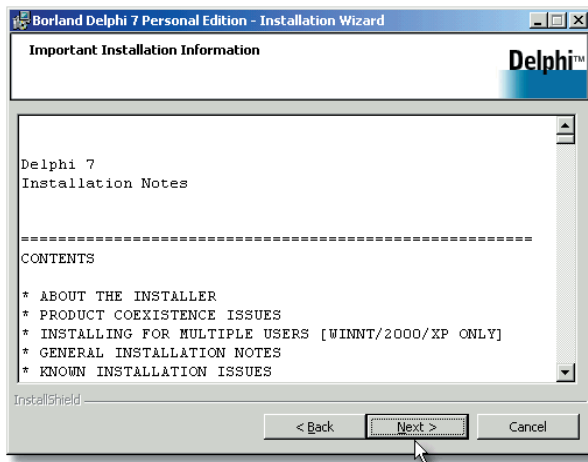 Borland Delphi 7 Personal Edition - Installation Wizard
Important Installation Information
Delphi™
Delphi 7
Installation Notes
=========================================================
CONTENTS
* ABOUT THE INSTALLER
* PRODUCT COEXISTENCE ISSUES
* INSTALLING FOR MULTIPLE USERS [WINNT/2000/XP ONLY]
* GENERAL INSTALLATION NOTES
* KNOWN INSTALLATION ISSUES
InstallShield
< Back Next > Cancel